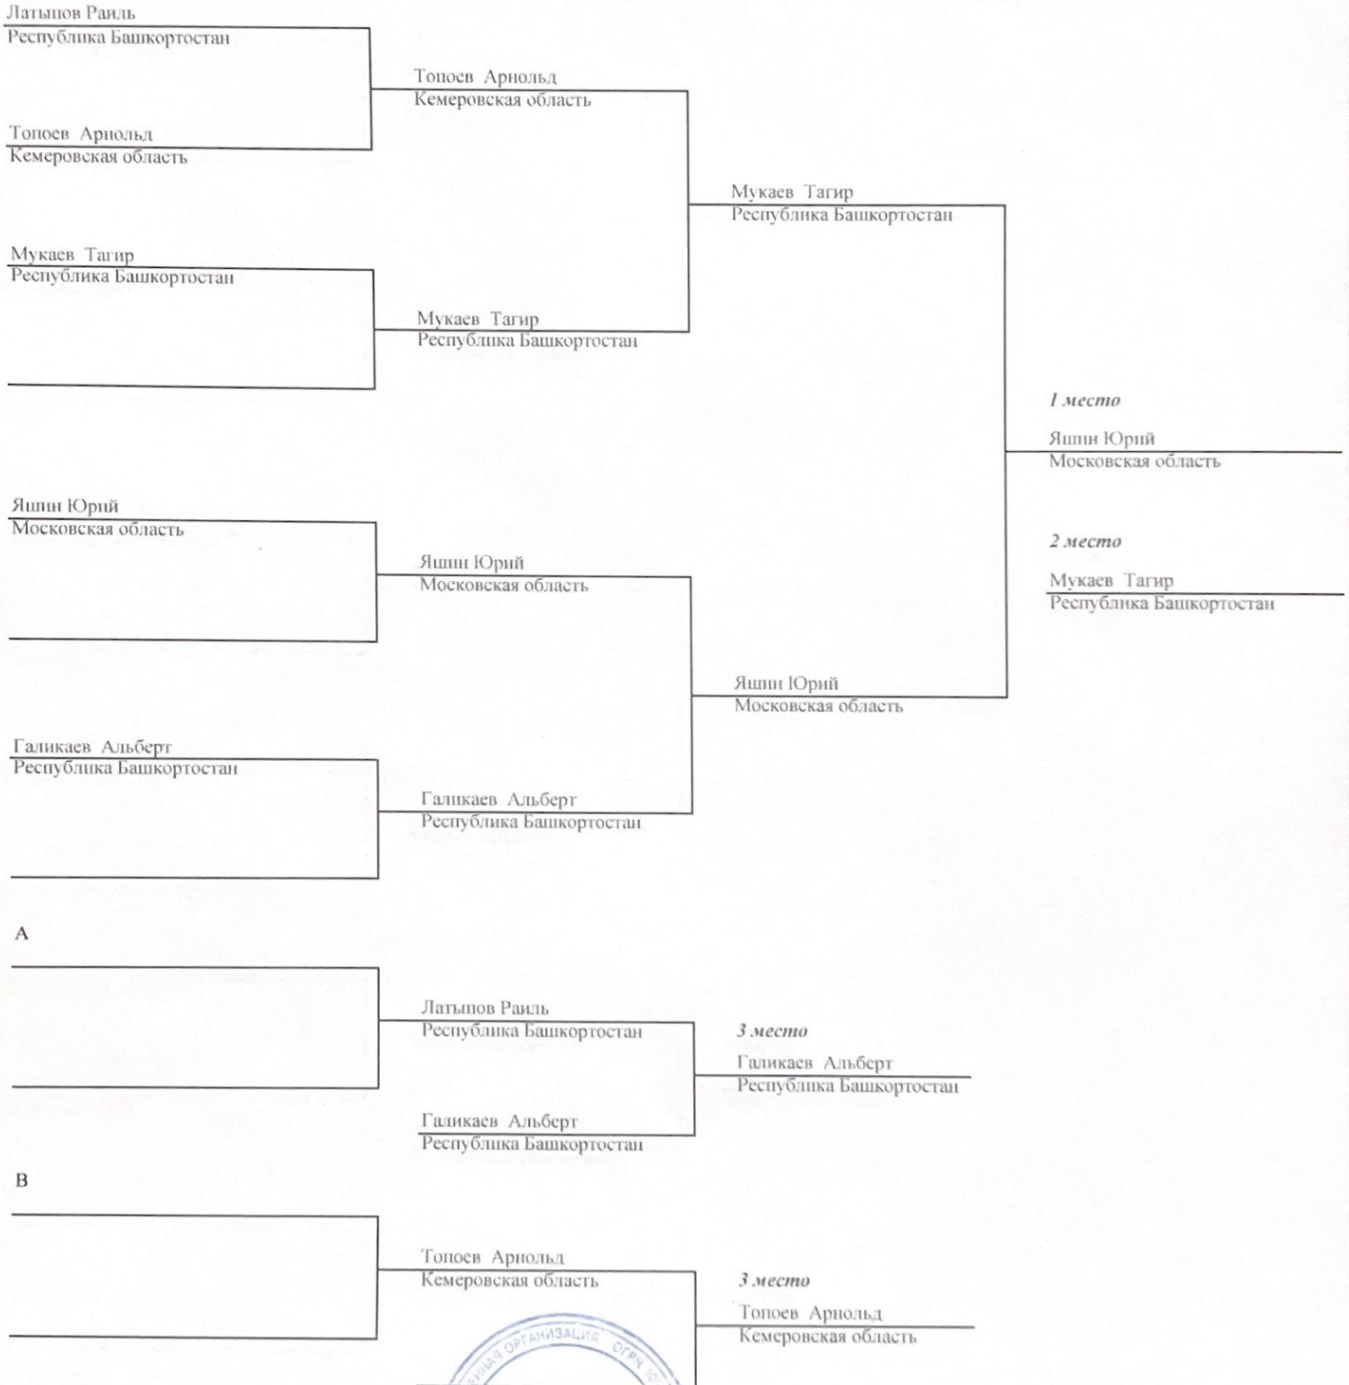 Латыпов Раиль
Республика Башкортостан
Топоев Арнольд
Кемеровская область
Топоев Арнольд
Кемеровская область
Мукаев Тагир
Республика Башкортостан
Мукаев Тагир
Республика Башкортостан
Мукаев Тагир
Республика Башкортостан
1 место
Яшин Юрий
Московская область
Яшин Юрий
Московская область
2 место
Яшин Юрий
Московская область
Мукаев Тагир
Республика Башкортостан
Яшин Юрий
Московская область
Галикаев Альберт
Республика Башкортостан
Галикаев Альберт
Республика Башкортостан
А
Латыпов Раиль
Республика Башкортостан
3 место
Галикаев Альберт
Республика Башкортостан
Галикаев Альберт
Республика Башкортостан
В
Топоев Арнольд
Кемеровская область
3 место
Топоев Арнольд
Кемеровская область
ОРГАНИЗАЦИЯ